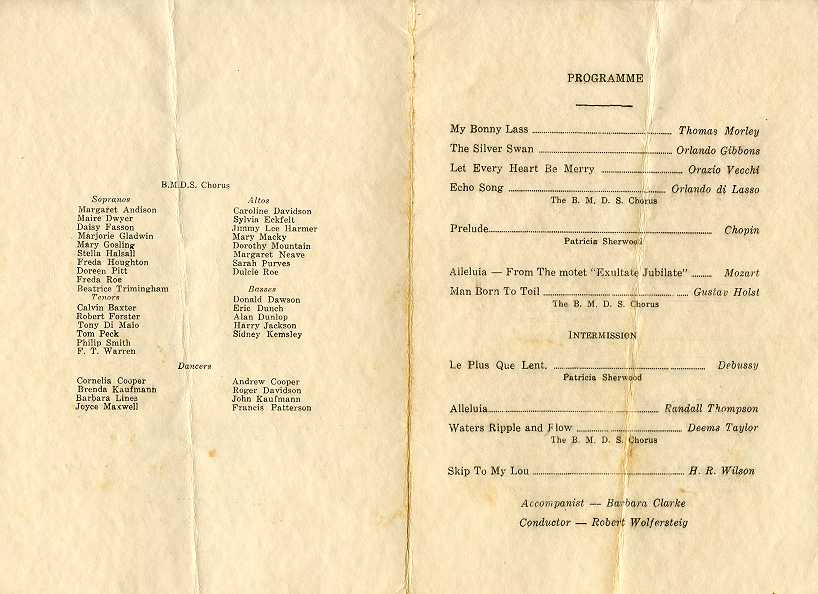 B.M.D.S. Chorus
Sopranos
Margaret Andison
Maire Dwyer
Daisy Fasson
Marjorie Gladwin
Mary Gosling
Stella Halsall
Freda Houghton
Doreen Pitt
Freda Roe
Beatrice Trimingham
Tenors
Calvin Baxter
Robert Forster
Tony Di Maio
Tom Peck
Philip Smith
F. T. Warren
Altos
Caroline Davidson
Sylvia Eckfelt
Jimmy Lee Harmer
Mary Macky
Dorothy Mountain
Margaret Neave
Sarah Purves
Dulcie Roe
Basses
Donald Dawson
Eric Dunch
Alan Dunlop
Harry Jackson
Sidney Kemsley
Dancers
Cornelia Cooper
Brenda Kaufmann
Barbara Lines
Joyce Maxwell
Andrew Cooper
Roger Davidson
John Kaufmann
Francis Patterson
PROGRAMME
My Bonny Lass ........ Thomas Morley
The Silver Swan ........ Orlando Gibbons
Let Every Heart Be Merry ........ Orazio Vecchi
Echo Song ........ Orlando di Lasso
The B. M. D. S. Chorus
Prelude........ Chopin
Patricia Sherwood
Alleluia — From The motet "Exultate Jubilate" ........ Mozart
Man Born To Toil ........ Gustav Holst
The B. M. D. S. Chorus
INTERMISSION
Le Plus Que Lent. ........ Debussy
Patricia Sherwood
Alleluia........ Randall Thompson
Waters Ripple and Flow ........ Deems Taylor
The B. M. D. S. Chorus
Skip To My Lou ........ H. R. Wilson
Accompanist — Barbara Clarke
Conductor — Robert Wolfersteig